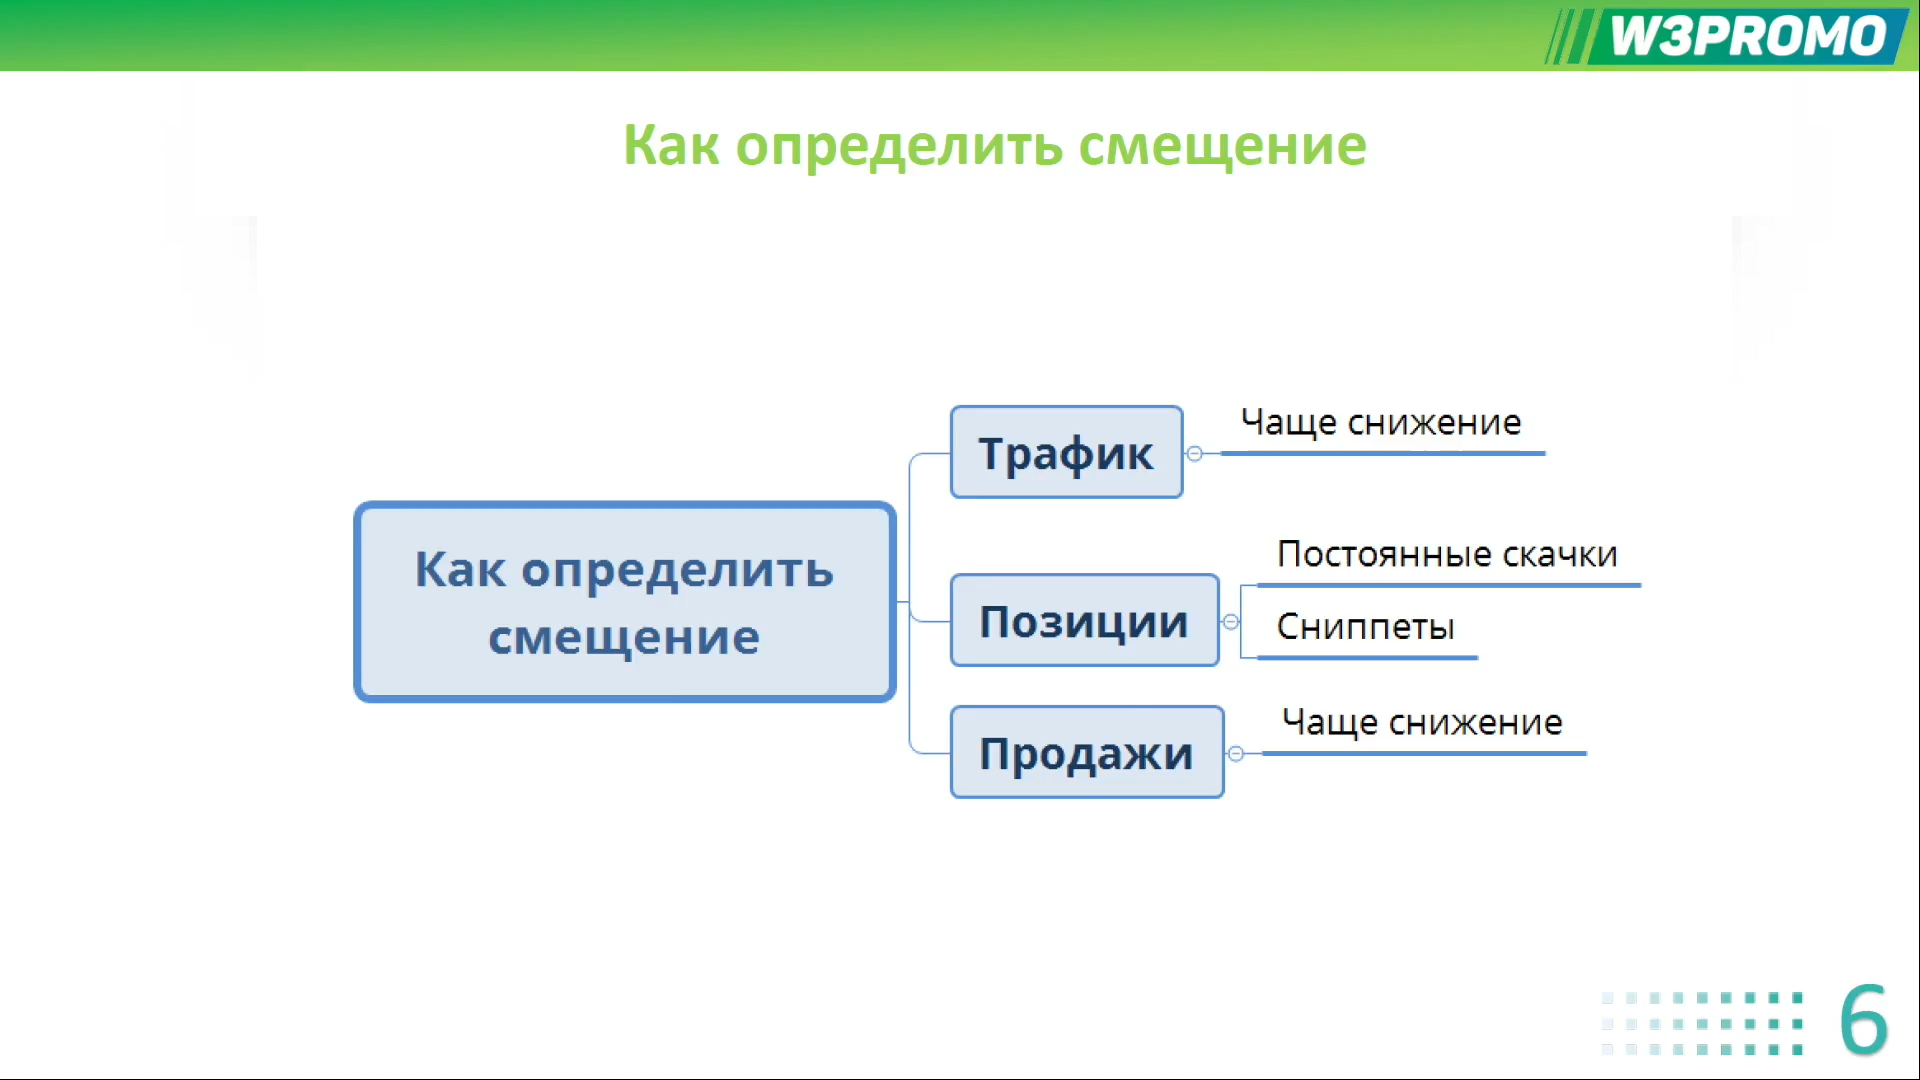 W3PROMO
Как определить смещение
Как определить
смещение
Трафик
Чаще снижение
Позиции
Постоянные скачки
Сниппеты
Продажи
Чаще снижение
6